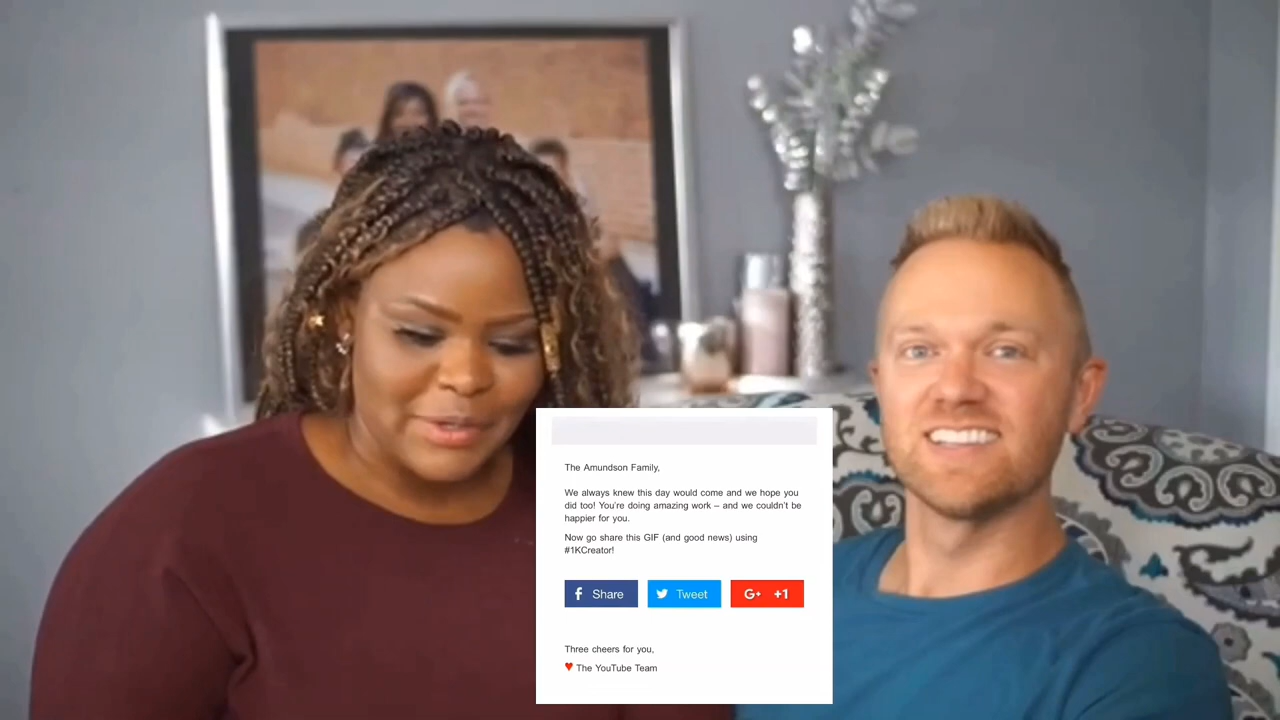 The Amundson Family,
We always knew this day would come and we hope you
did too! You're doing amazing work – and we couldn't be
happier for you.
Now go share this GIF (and good news) using
#1KCreator!
f Share
Tweet
G+ +1
Three cheers for you,
♥ The YouTube Team